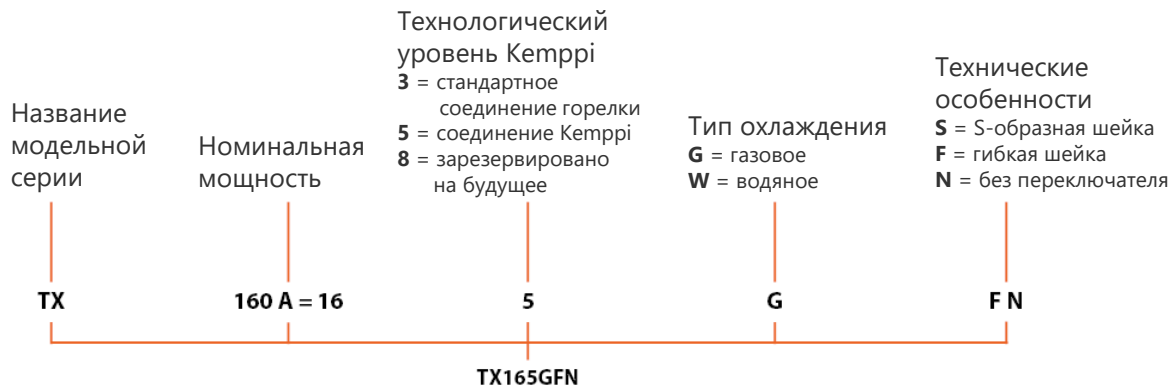 Название
модельной
серии
Номинальная
мощность
Технологический
уровень Kemppi
3 = стандартное
соединение горелки
5 = соединение Kemppi
8 = зарезервировано
на будущее
Тип охлаждения
G = газовое
W = водяное
Технические
особенности
S = S-образная шейка
F = гибкая шейка
N = без переключателя
TX
160 A = 16
5
G
F N
TX165GFN